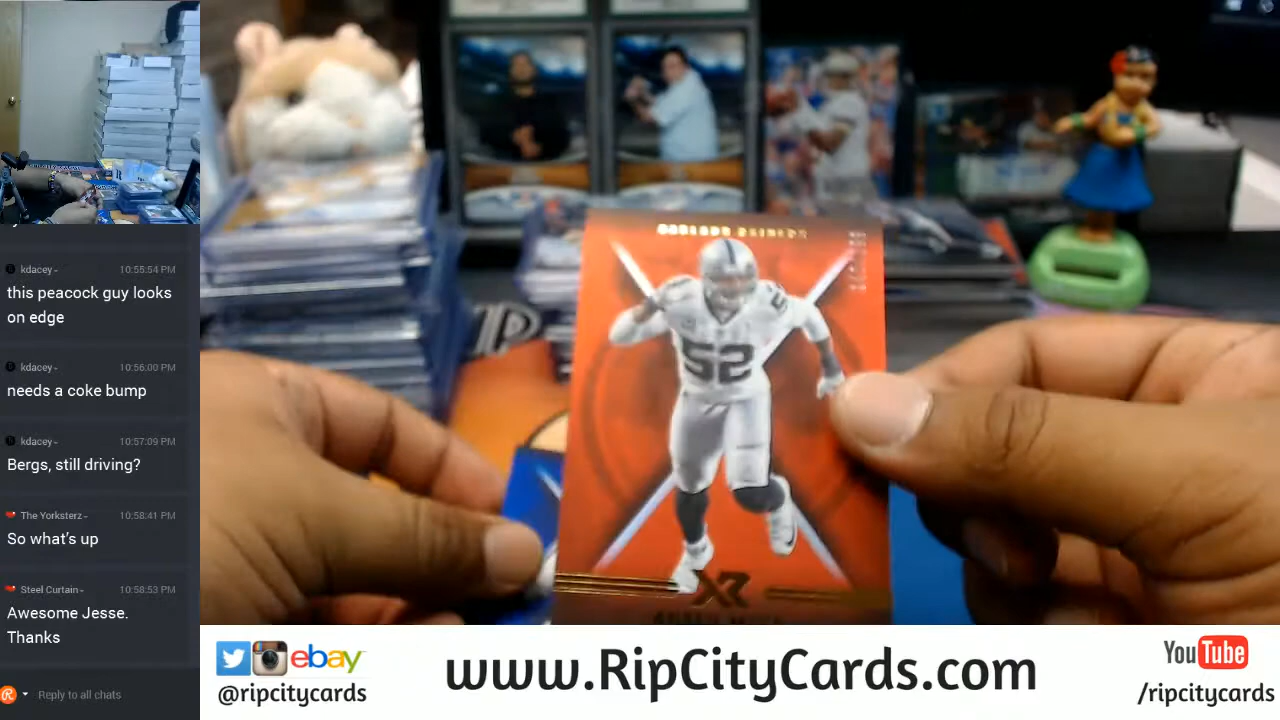 kdacey-
10:55:54 PM
this peacock guy looks
on edge
kdacey-
10:56:00 PM
needs a coke bump
kdacey-
10:57:09 PM
Bergs, still driving?
The Yorksterz-
10:58:41 PM
So what's up
Steel Curtain-
10:58:53 PM
Awesome Jesse.
Thanks
Reply to all chats
OAKLAND RAIDERS
52
XR
ebay
@ripcitycards
www.RipCityCards.com
YouTube
/ripcitycards